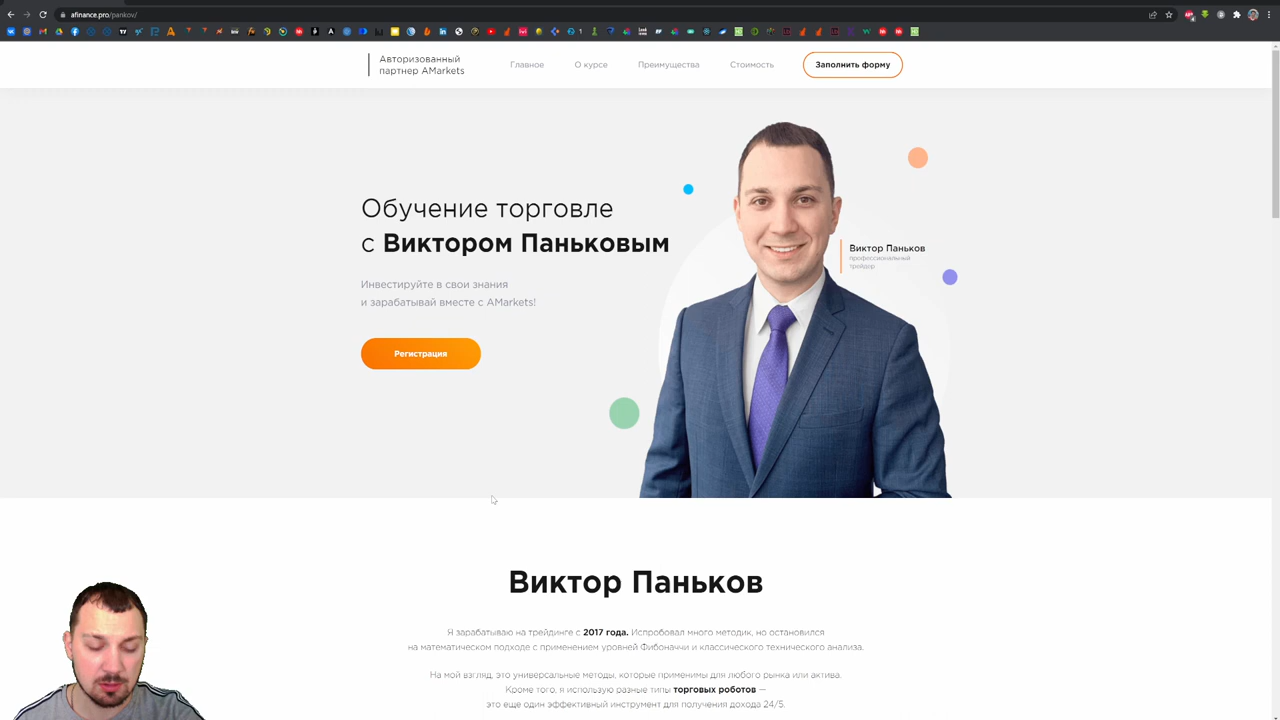 afinance.pro/pankov/
Авторизованный
партнер AMarkets
Главное
О курсе
Преимущества
Стоимость
Заполнить форму
Обучение торговле
с Виктором Паньковым
Инвестируйте в свои знания
и зарабатывай вместе с AMarkets!
Регистрация
Виктор Паньков
профессиональный
трейдер
Виктор Паньков
Я зарабатываю на трейдинге с 2017 года. Испробовал много методик, но остановился
на математическом подходе с применением уровней Фибоначчи и классического технического анализа.
На мой взгляд, это универсальные методы, которые применимы для любого рынка или актива.
Кроме того, я использую разные типы торговых роботов —
это еще один эффективный инструмент для получения дохода 24/5.